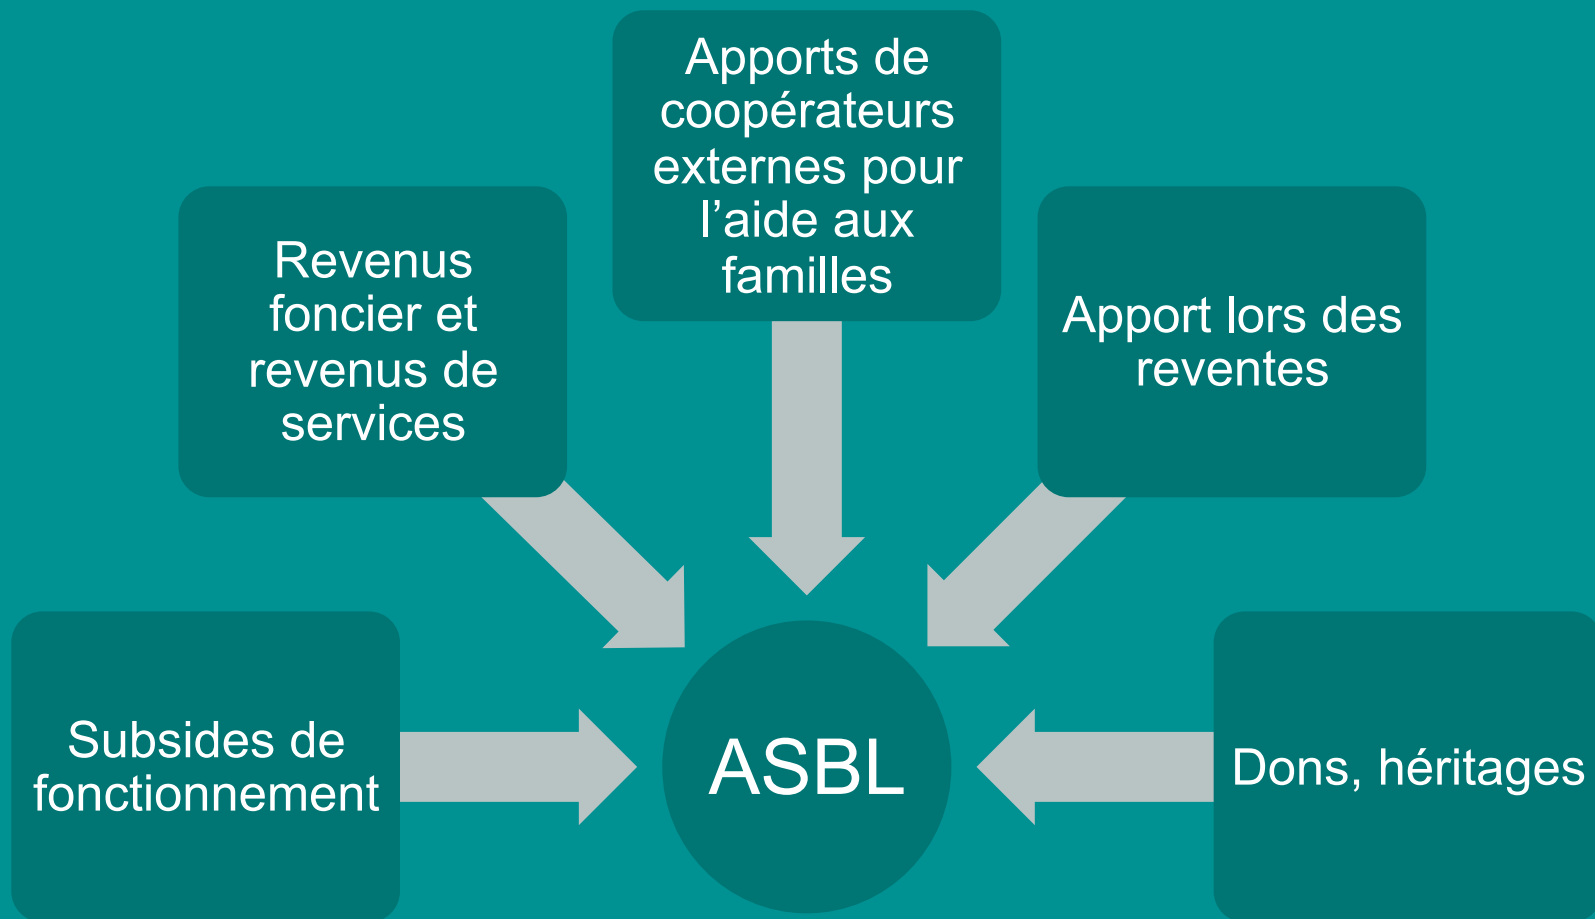 Apports de
coopérateurs
externes pour
l’aide aux
familles
Revenus
foncier et
revenus de
services
Apport lors des
reventes
Subsides de
fonctionnement
ASBL
Dons, héritages